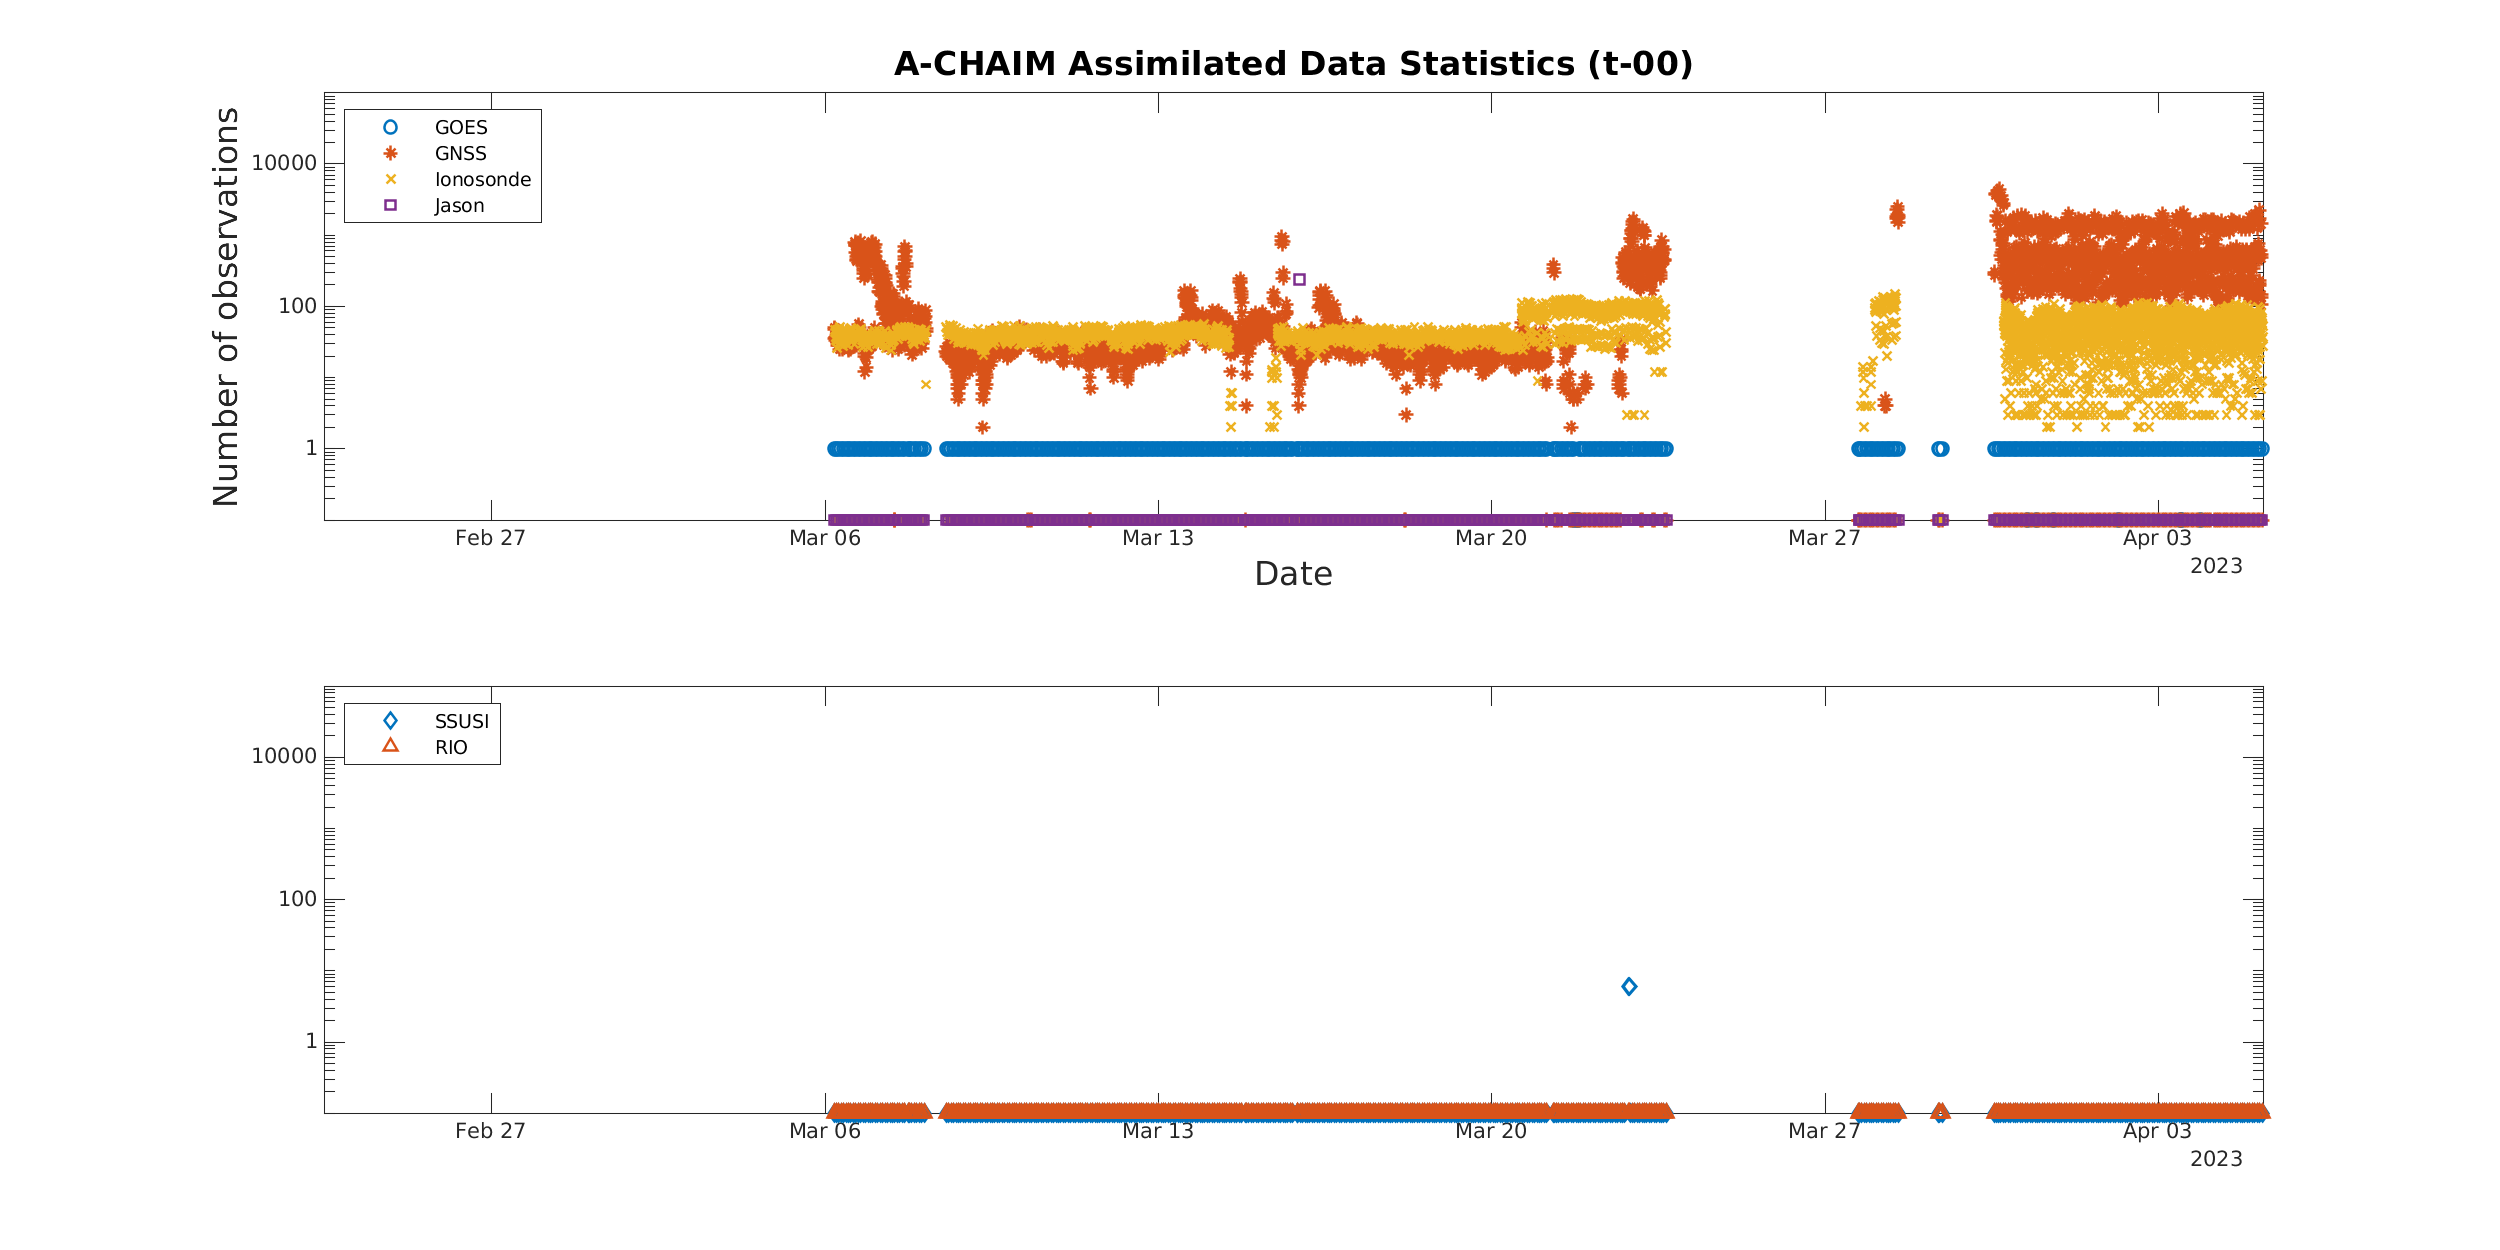 A-CHAIM Assimilated Data Statistics (t-00)
GOES
GNSS
Ionosonde
Jason
Number of observations
10000
100
1
Feb 27
Mar 06
Mar 13
Mar 20
Mar 27
Apr 03
2023
Date
SSUSI
RIO
10000
100
1
Feb 27
Mar 06
Mar 13
Mar 20
Mar 27
Apr 03
2023